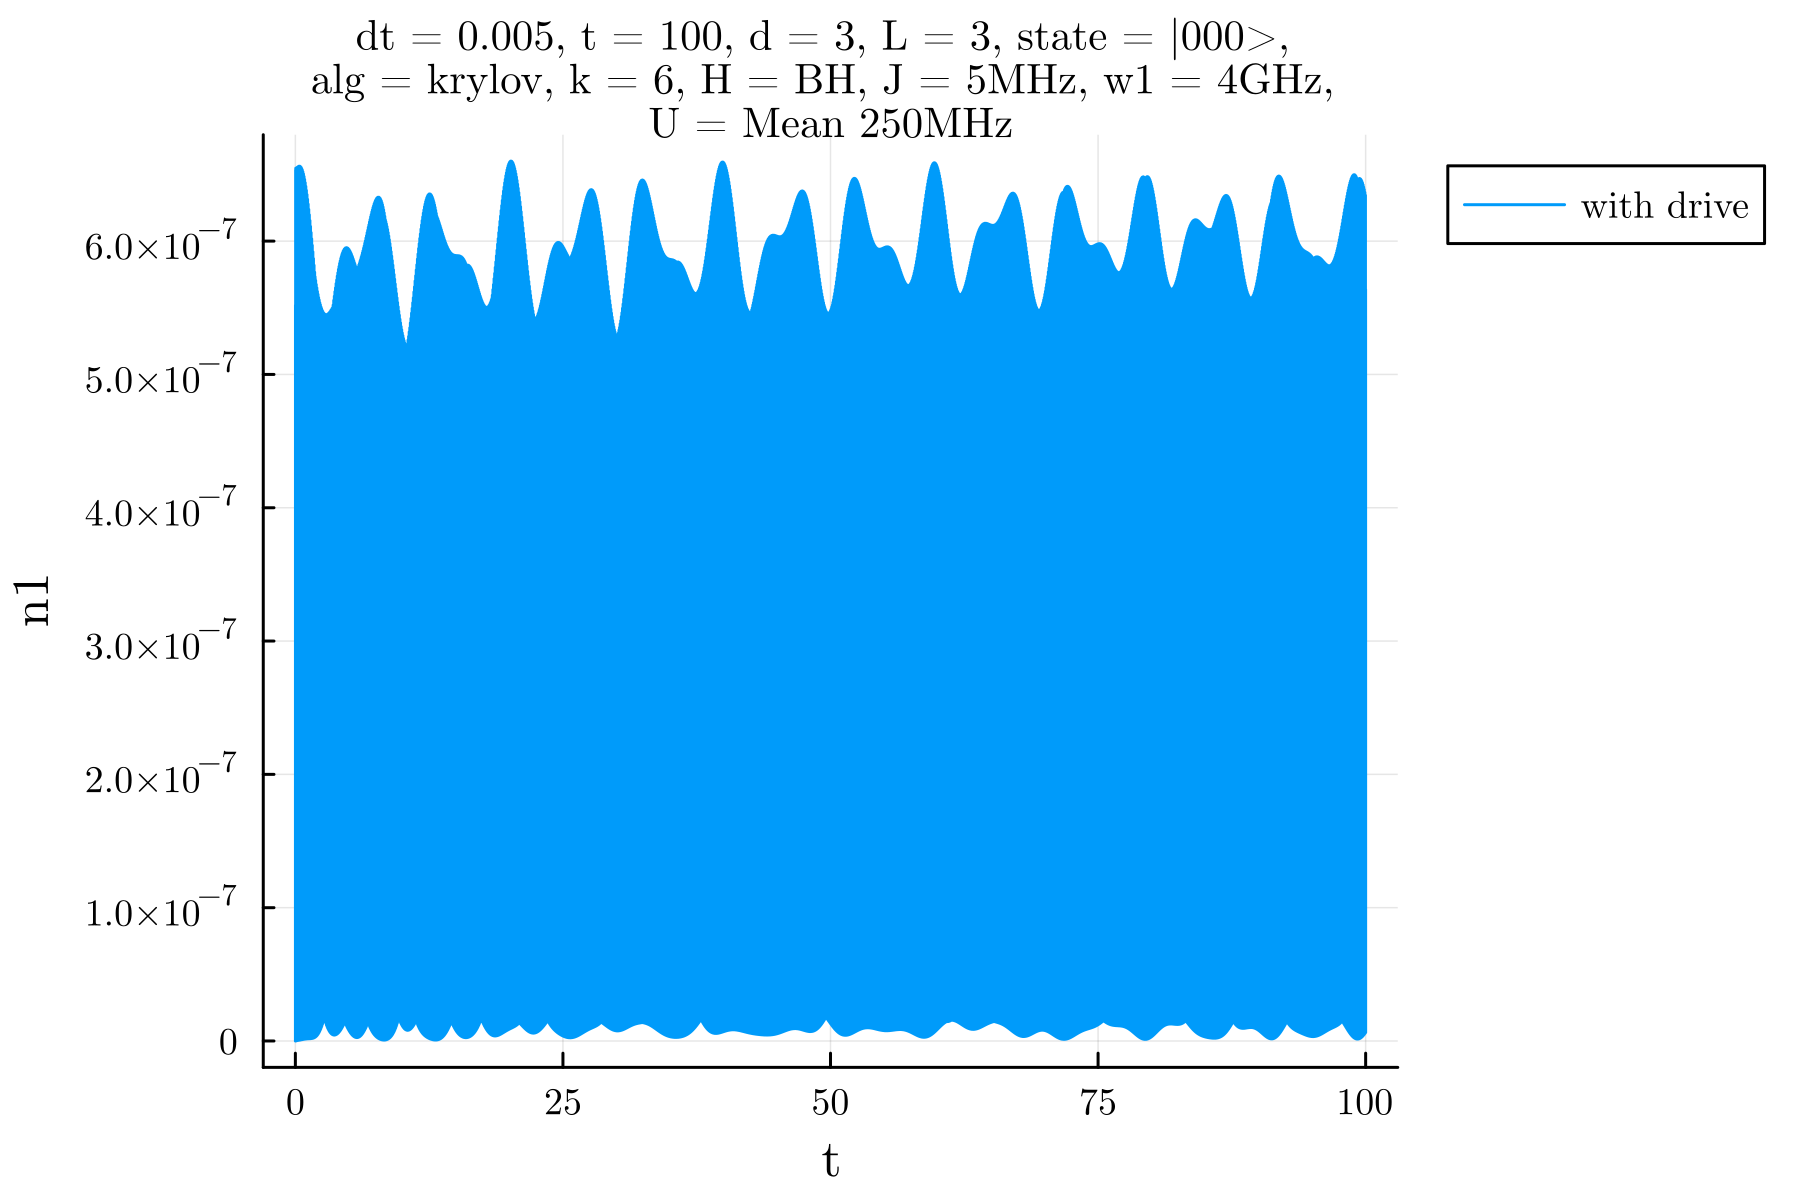 dt = 0.005, t = 100, d = 3, L = 3, state = |000>,
alg = krylov, k = 6, H = BH, J = 5MHz, w1 = 4GHz,
U = Mean 250MHz
with drive
6.0×10⁻⁷
5.0×10⁻⁷
4.0×10⁻⁷
3.0×10⁻⁷
2.0×10⁻⁷
1.0×10⁻⁷
0
n1
0 25 50 75 100
t